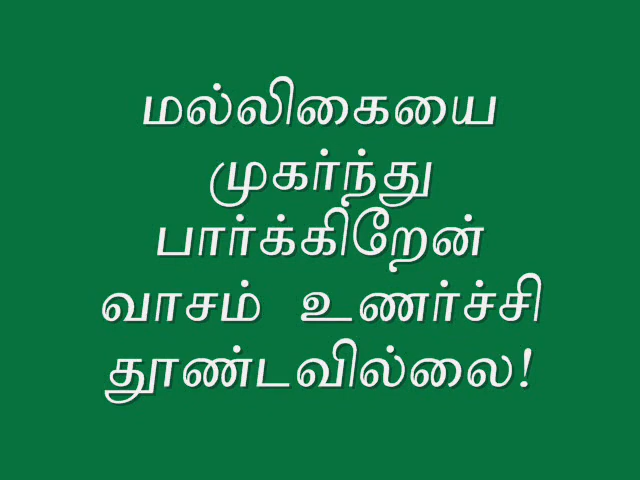 மல்லிகையை
முகர்ந்து
பார்க்கிறேன்
வாசம் உணர்ச்சி
தூண்டவில்லை!